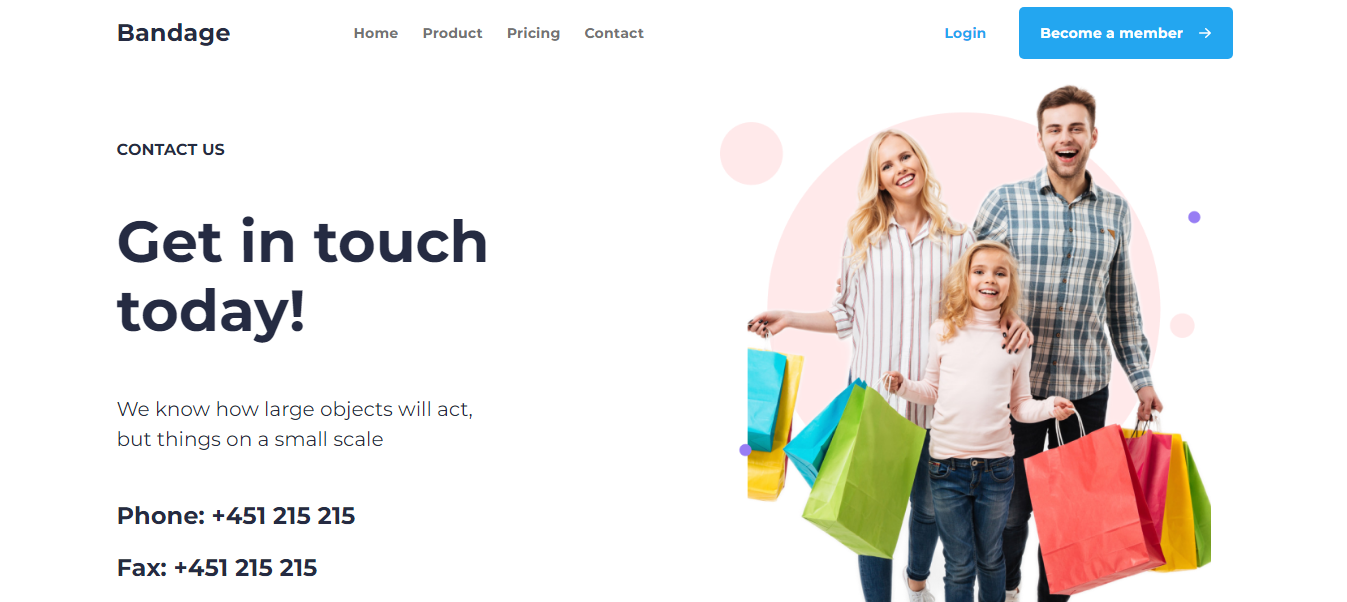 Bandage
Home Product Pricing Contact
Login
Become a member
CONTACT US
Get in touch
today!
We know how large objects will act,
but things on a small scale
Phone: +451 215 215
Fax: +451 215 215